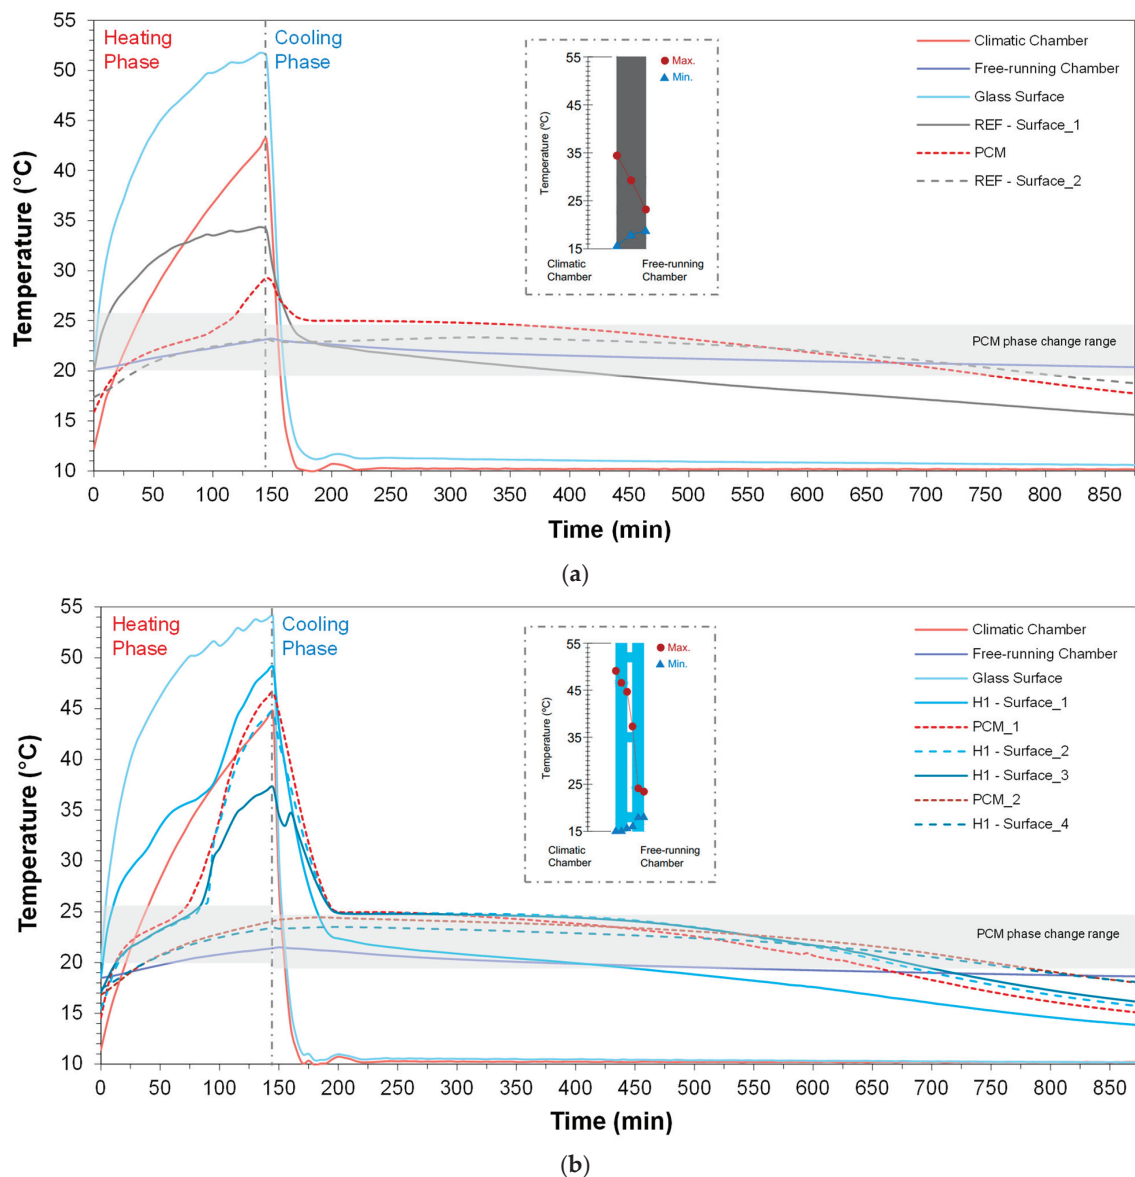 55
50
45
40
35
30
25
20
15
10
Temperature (°C)
Heating
Phase
Cooling
Phase
55
45
35
25
15
Temperature (ºC)
Max.
Min.
Climatic
Chamber
Free-running
Chamber
Climatic Chamber
Free-running Chamber
Glass Surface
REF - Surface_1
PCM
REF - Surface_2
PCM phase change range
0 50 100 150 200 250 300 350 400 450 500 550 600 650 700 750 800 850
Time (min)
(a)
55
50
45
40
35
30
25
20
15
10
Temperature (°C)
Heating
Phase
Cooling
Phase
55
45
35
25
15
Temperature (ºC)
Max.
Min.
Climatic
Chamber
Free-running
Chamber
Climatic Chamber
Free-running Chamber
Glass Surface
H1 - Surface_1
PCM_1
H1 - Surface_2
H1 - Surface_3
PCM_2
H1 - Surface_4
PCM phase change range
0 50 100 150 200 250 300 350 400 450 500 550 600 650 700 750 800 850
Time (min)
(b)